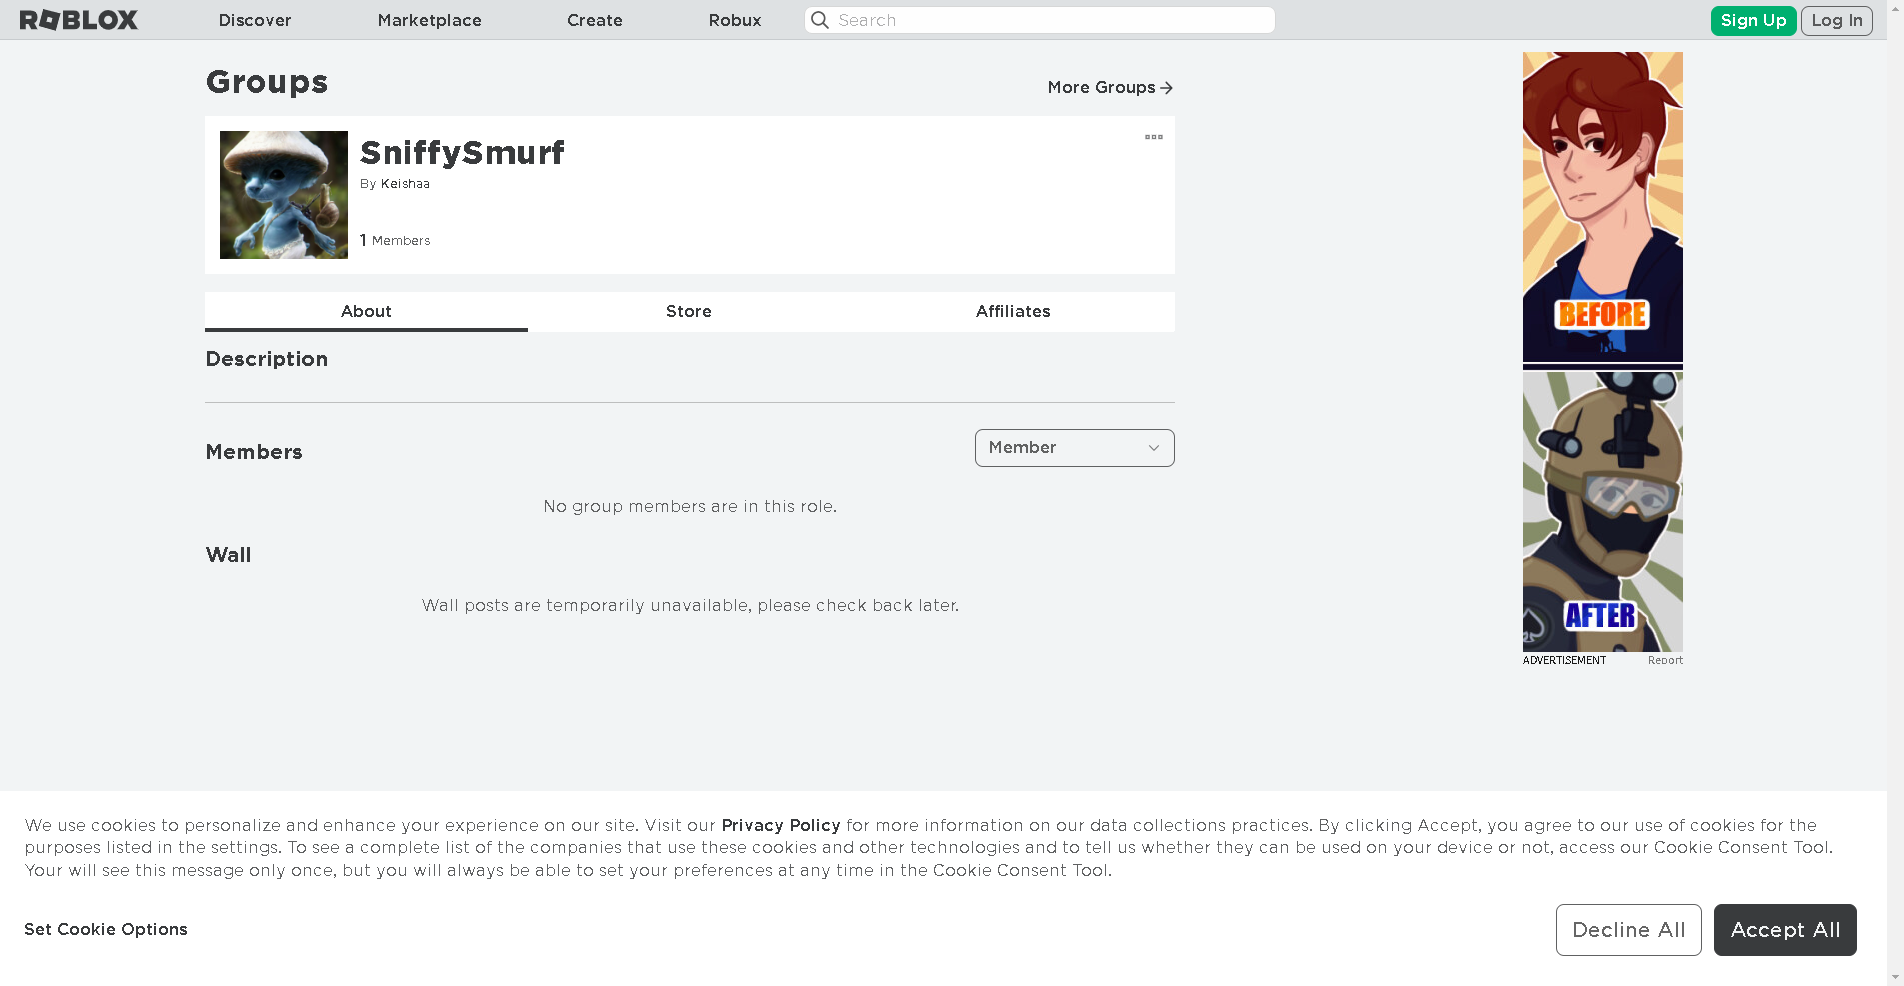 ROBLOX
Discover
Marketplace
Create
Robux
Search
Sign Up
Log In
Groups
More Groups
SniffySmurf
By Keishaa
1 Members
About
Store
Affiliates
Description
Members
Member
No group members are in this role.
Wall
Wall posts are temporarily unavailable, please check back later.
BEFORE
AFTER
ADVERTISEMENT
Report
We use cookies to personalize and enhance your experience on our site. Visit our Privacy Policy for more information on our data collections practices. By clicking Accept, you agree to our use of cookies for the
purposes listed in the settings. To see a complete list of the companies that use these cookies and other technologies and to tell us whether they can be used on your device or not, access our Cookie Consent Tool.
Your will see this message only once, but you will always be able to set your preferences at any time in the Cookie Consent Tool.
Set Cookie Options
Decline All
Accept All